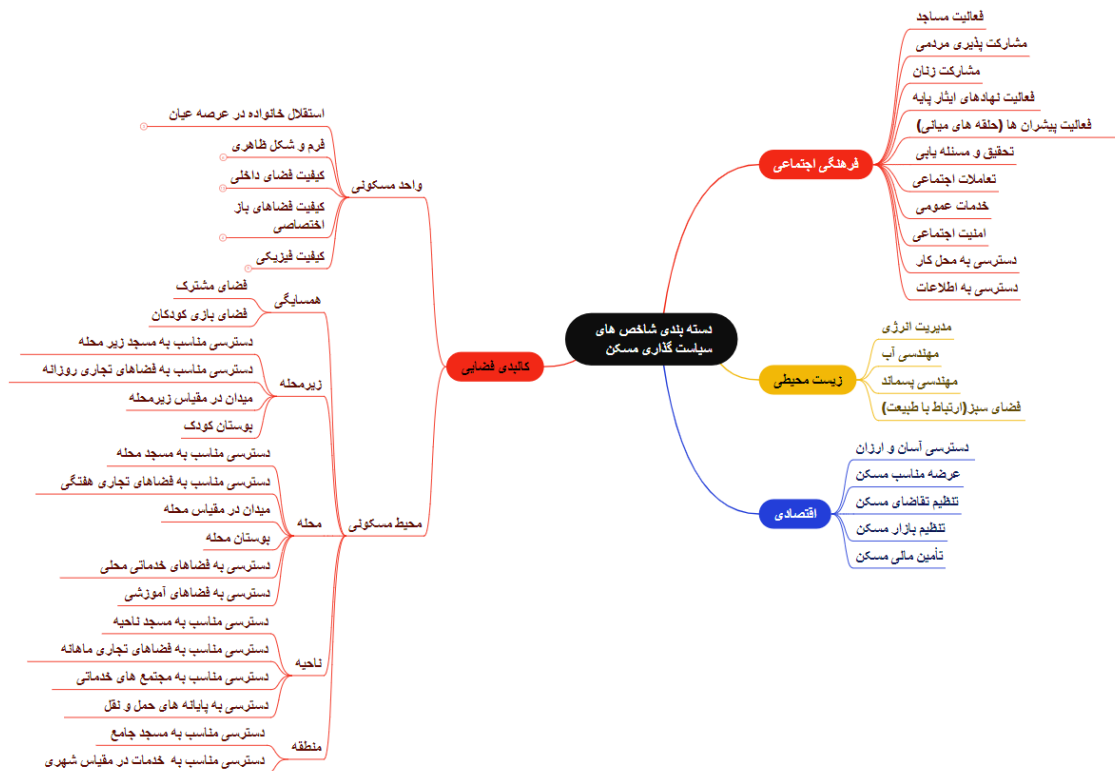 دسته بندی شاخص های
سیاست گذاری مسکن
فرهنگی اجتماعی
فعالیت مساجد
مشارکت پذیری مردمی
مشارکت زنان
فعالیت نهادهای ایثار پایه
فعالیت پیشران ها (حلقه های میانی)
تحقیق و مسئله یابی
تعاملات اجتماعی
خدمات عمومی
امنیت اجتماعی
دسترسی به محل کار
دسترسی به اطلاعات
زیست محیطی
مدیریت انرژی
مهندسی آب
مهندسی پسماند
فضای سبز(ارتباط با طبیعت)
اقتصادی
دسترسی آسان و ارزان
عرضه مناسب مسکن
تنظیم تقاضای مسکن
تنظیم بازار مسکن
تأمین مالی مسکن
کالبدی فضایی
واحد مسکونی
استقلال خانواده در عرصه عیان
فرم و شکل ظاهری
کیفیت فضای داخلی
کیفیت فضاهای باز
اختصاصی
کیفیت فیزیکی
محیط مسکونی
همسایگی
فضای مشترک
فضای بازی کودکان
زیرمحله
دسترسی مناسب به مسجد زیر محله
دسترسی مناسب به فضاهای تجاری روزانه
میدان در مقیاس زیرمحله
بوستان کودک
محله
دسترسی مناسب به مسجد محله
دسترسی مناسب به فضاهای تجاری هفتگی
میدان در مقیاس محله
بوستان محله
دسترسی به فضاهای خدماتی محلی
دسترسی به فضاهای آموزشی
ناحیه
دسترسی مناسب به مسجد ناحیه
دسترسی مناسب به فضاهای تجاری ماهانه
دسترسی مناسب به مجتمع های خدماتی
دسترسی به پایانه های حمل و نقل
منطقه
دسترسی مناسب به مسجد جامع
دسترسی مناسب به خدمات در مقیاس شهری